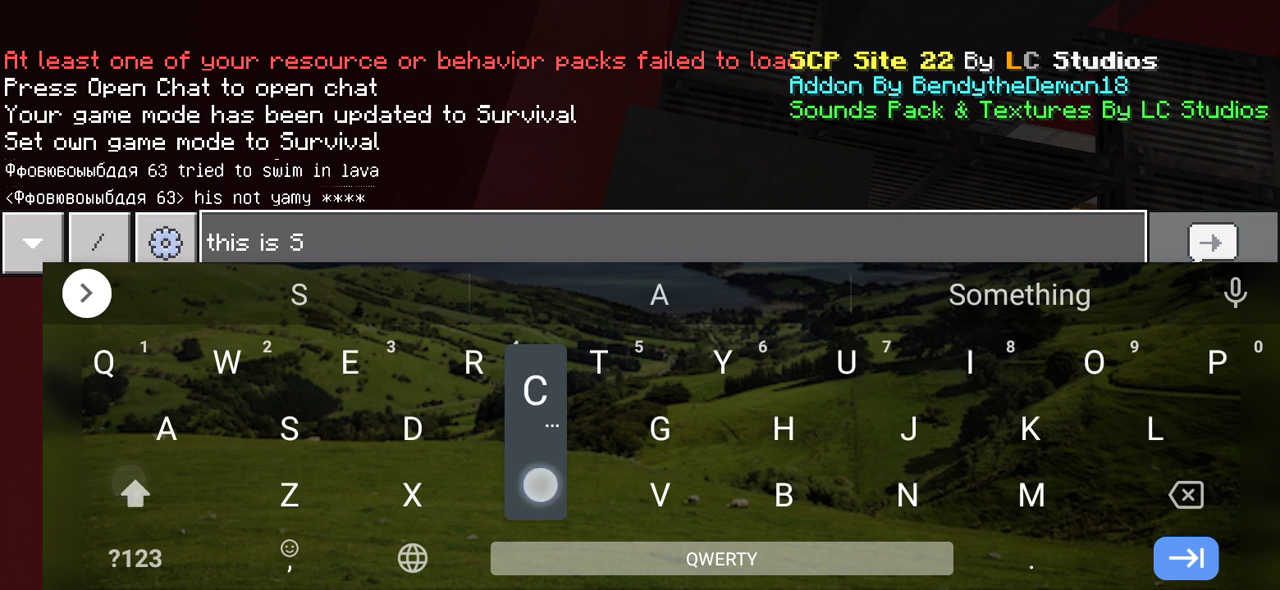 At least one of your resource or behavior packs failed to loa
Press Open Chat to open chat
Your game mode has been updated to Survival
Set own game mode to Survival
Ффовювоыыбддя 63 tried to swim in lava
<Ффовювоыыбддя 63> his not yamy ****
SCP Site 22 By LC Studios
Addon By BendytheDemon18
Sounds Pack & Textures By LC Studios
/
this is S
S A Something
Q 1 W 2 E 3 R T 5 Y 6 U 7 I 8 O 9 P 0
A S D G H J K L
C
...
Z X V B N M
?123 , QWERTY .